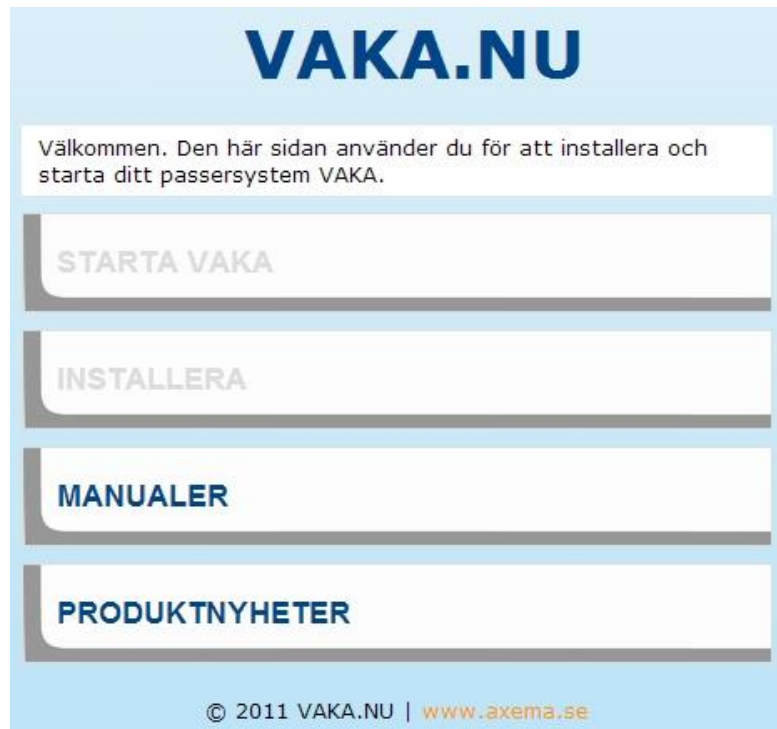 VAKA.NU
Välkommen. Den här sidan använder du för att installera och
starta ditt passersystem VAKA.
STARTA VAKA
INSTALLERA
MANUALER
PRODUKTNYHETER
© 2011 VAKA.NU | www.axema.se